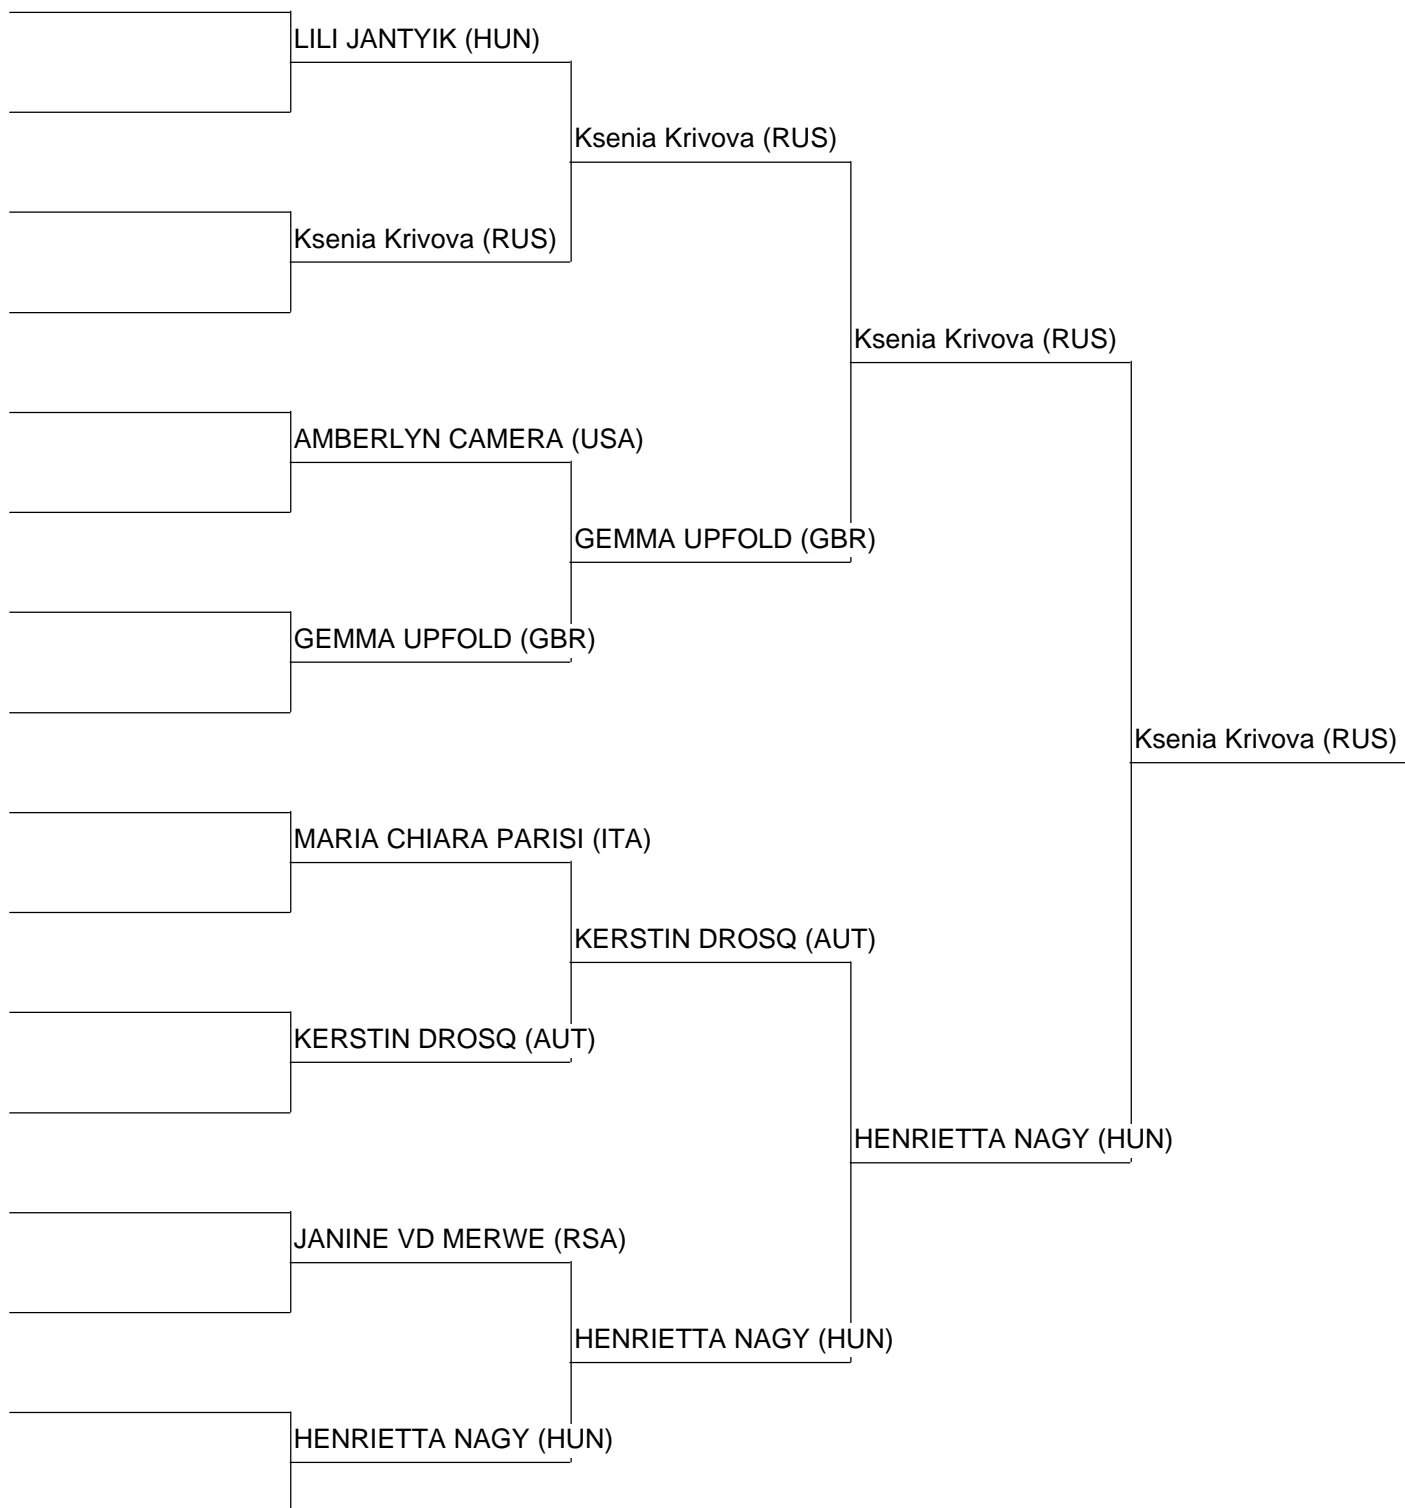 LILI JANTYIK (HUN)
Ksenia Krivova (RUS)
Ksenia Krivova (RUS)
Ksenia Krivova (RUS)
AMBERLYN CAMERA (USA)
GEMMA UPFOLD (GBR)
GEMMA UPFOLD (GBR)
Ksenia Krivova (RUS)
MARIA CHIARA PARISI (ITA)
KERSTIN DROSQ (AUT)
KERSTIN DROSQ (AUT)
HENRIETTA NAGY (HUN)
JANINE VD MERWE (RSA)
HENRIETTA NAGY (HUN)
HENRIETTA NAGY (HUN)